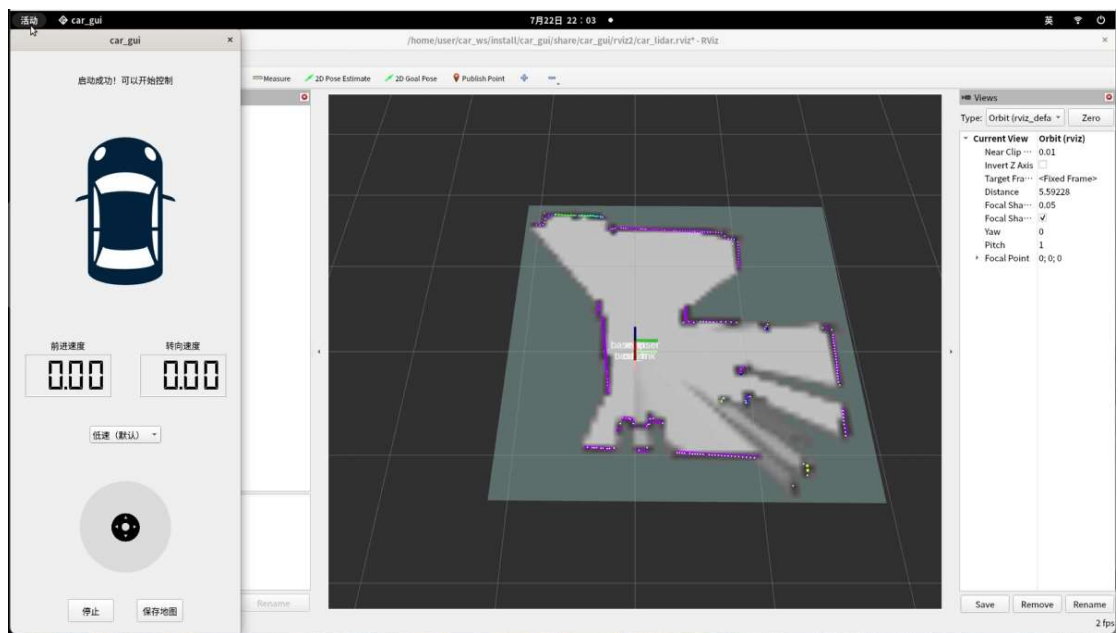 活动 car_gui 7月22日 22：03 英
car_gui
/home/user/car_ws/install/car_gui/share/car_gui/rviz2/car_lidar.rviz* - RViz
启动成功！可以开始控制
Measure 2D Pose Estimate 2D Goal Pose Publish Point
Views
Type: Orbit (rviz_defa Zero
Current View Orbit (rviz)
Near Clip … 0.01
Invert Z Axis
Target Fra… <Fixed Frame>
Distance 5.59228
Focal Sha… 0.05
Focal Sha… ✓
Yaw 0
Pitch 1
Focal Point 0; 0; 0
前进速度 转向速度
0.00 0.00
低速（默认）
停止 保存地图
Rename
Save Remove Rename
2 fps